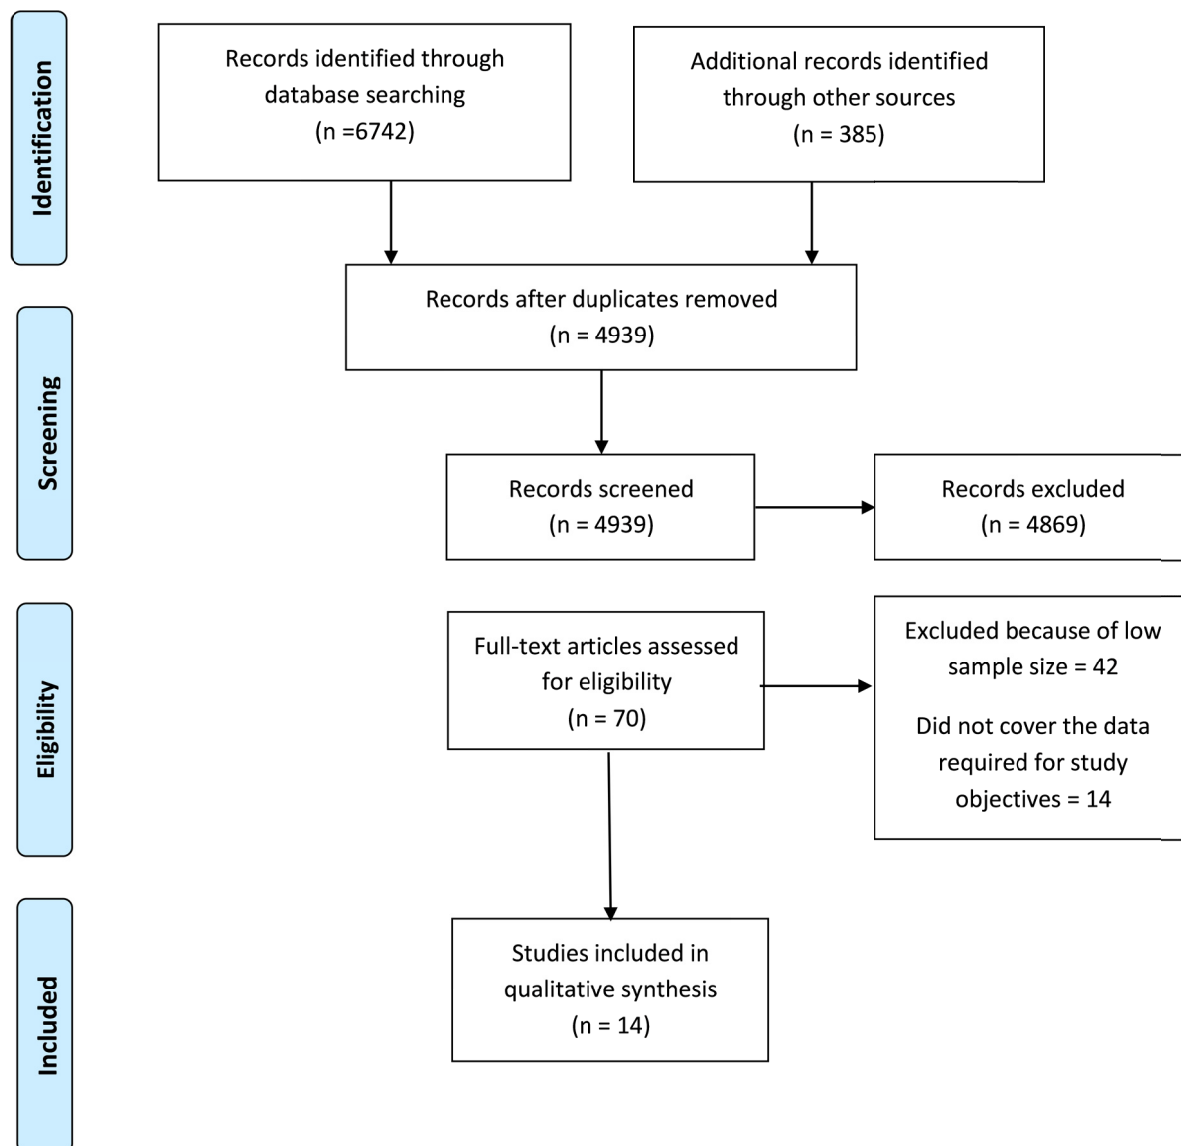 Identification
Records identified through
database searching
(n =6742)
Additional records identified
through other sources
(n = 385)
Records after duplicates removed
(n = 4939)
Screening
Records screened
(n = 4939)
Records excluded
(n = 4869)
Eligibility
Full-text articles assessed
for eligibility
(n = 70)
Excluded because of low
sample size = 42
Did not cover the data
required for study
objectives = 14
Included
Studies included in
qualitative synthesis
(n = 14)